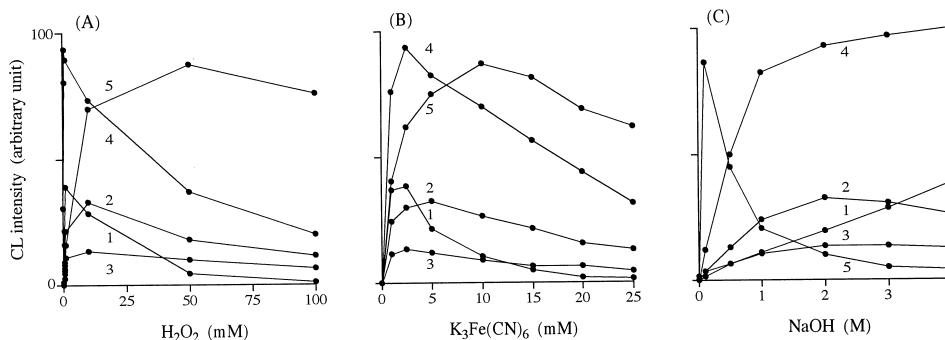 (A)
100
CL intensity (arbitrary unit)
0
5
4
2
1
3
0 25 50 75 100
H₂O₂ (mM)
(B)
4
5
2
1
3
0 5 10 15 20 25
K₃Fe(CN)₆ (mM)
(C)
4
2
1
3
5
0 1 2 3
NaOH (M)